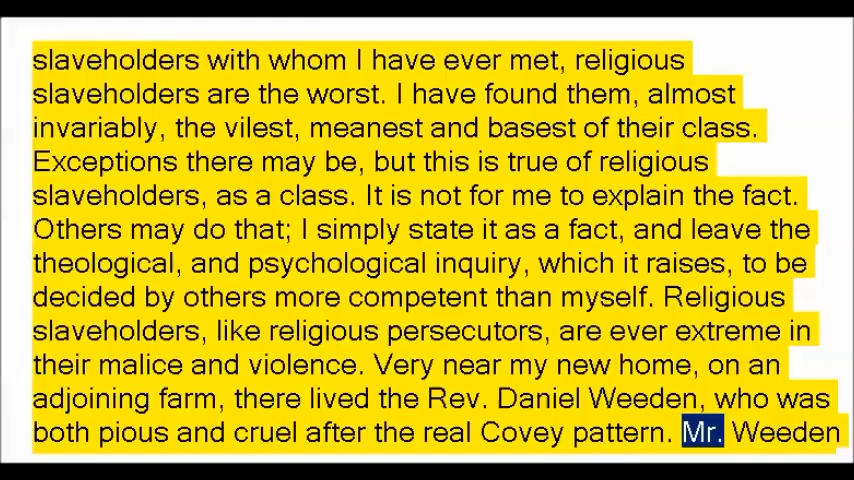 slaveholders with whom I have ever met, religious
slaveholders are the worst. I have found them, almost
invariably, the vilest, meanest and basest of their class.
Exceptions there may be, but this is true of religious
slaveholders, as a class. It is not for me to explain the fact.
Others may do that; I simply state it as a fact, and leave the
theological, and psychological inquiry, which it raises, to be
decided by others more competent than myself. Religious
slaveholders, like religious persecutors, are ever extreme in
their malice and violence. Very near my new home, on an
adjoining farm, there lived the Rev. Daniel Weeden, who was
both pious and cruel after the real Covey pattern. Mr. Weeden